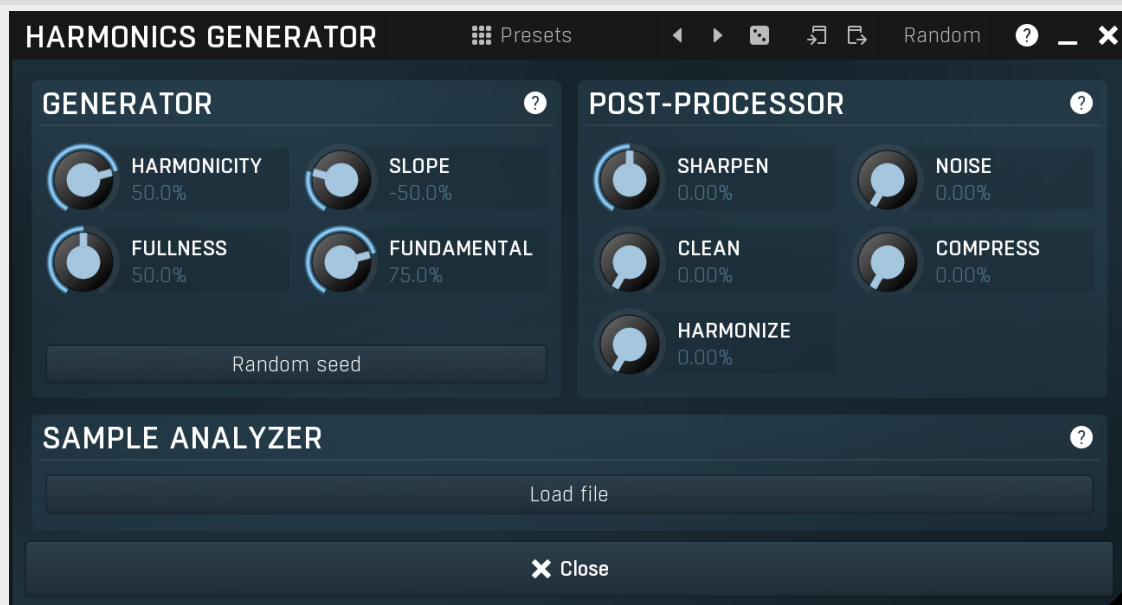 HARMONICS GENERATOR Presets Random ?
GENERATOR ?
HARMONICITY
50.0%
SLOPE
-50.0%
FULLNESS
50.0%
FUNDAMENTAL
75.0%
Random seed
POST-PROCESSOR ?
SHARPEN
0.00%
NOISE
0.00%
CLEAN
0.00%
COMPRESS
0.00%
HARMONIZE
0.00%
SAMPLE ANALYZER ?
Load file
Close